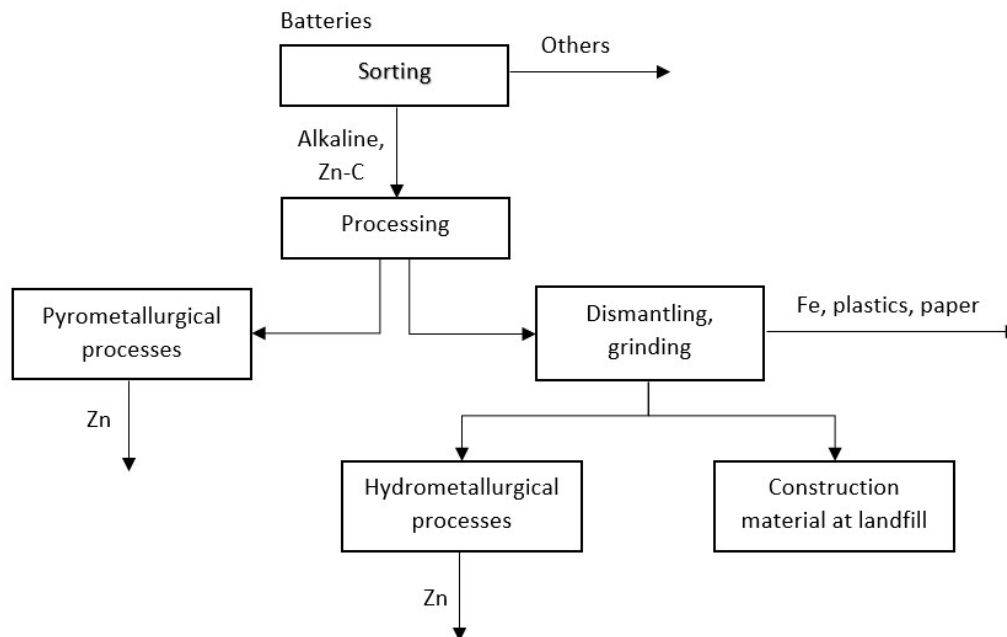 Batteries
Sorting
Others
Alkaline,
Zn-C
Processing
Pyrometallurgical
processes
Zn
Dismantling,
grinding
Fe, plastics, paper
Hydrometallurgical
processes
Zn
Construction
material at landfill